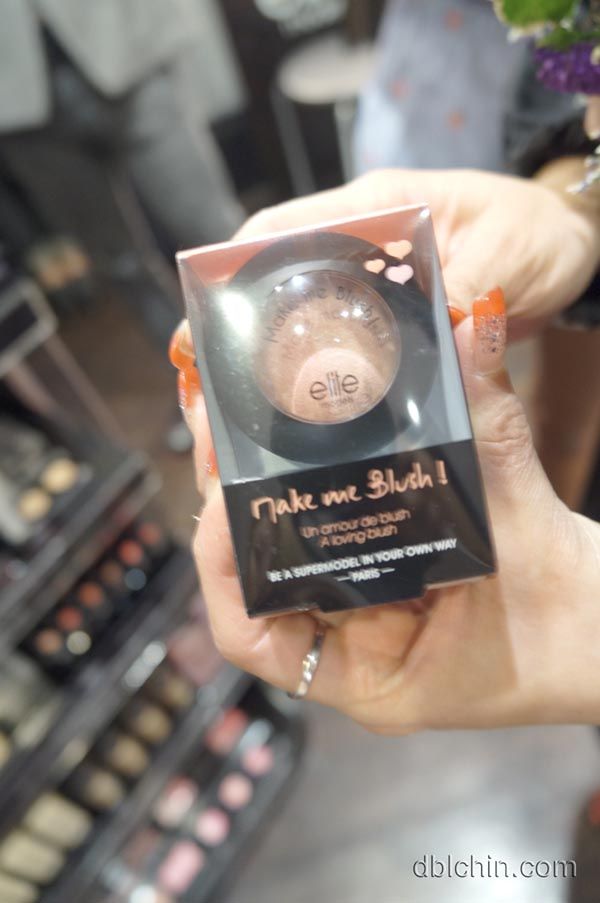 Make me Blush!
elite
Make me Blush!
Un amour de blush
A loving blush
BE A SUPERMODEL IN YOUR OWN WAY
— PARIS —
dblchin.com